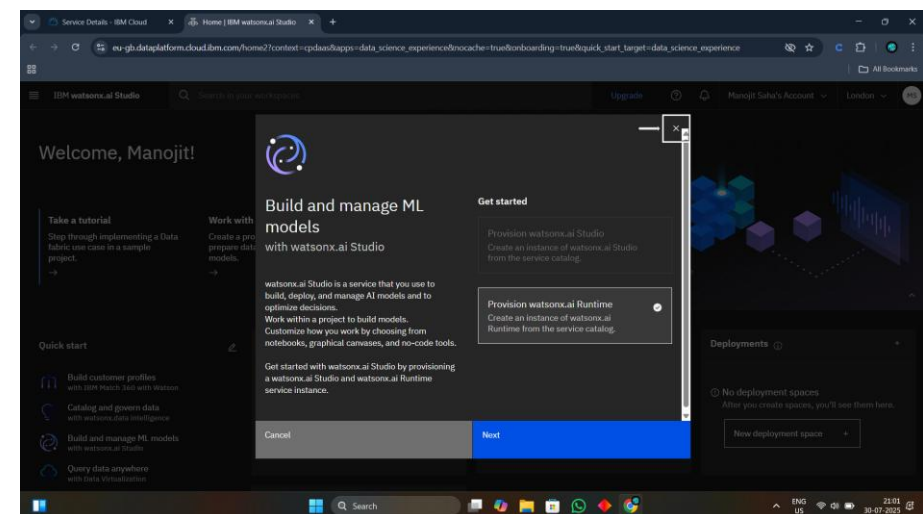 Service Details - IBM Cloud
Home | IBM watsonx.ai Studio
eu-gb.dataplatform.cloud.ibm.com/home2?context=cpdaas&apps=data_science_experience&nocache=true&onboarding=true&quick_start_target=data_science_experience
All Bookmarks
IBM watsonx.ai Studio
Search in your workspaces
Upgrade
Manojit Saha's Account
London
MS
Welcome, Manojit!
Take a tutorial
Step through implementing a Data
fabric use case in a sample
project.
Work with
Create a pro
prepare data
models.
Build and manage ML
models
with watsonx.ai Studio
watsonx.ai Studio is a service that you use to
build, deploy, and manage AI models and to
optimize decisions.
Work within a project to build models.
Customize how you work by choosing from
notebooks, graphical canvases, and no-code tools.
Get started with watsonx.ai Studio by provisioning
a watsonx.ai Studio and watsonx.ai Runtime
service instance.
Get started
Provision watsonx.ai Studio
Create an instance of watsonx.ai Studio
from the service catalog.
Provision watsonx.ai Runtime
Create an instance of watsonx.ai
Runtime from the service catalog.
Cancel
Next
Quick start
Build customer profiles
with IBM Match 360 with Watson
Catalog and govern data
with watsonx.data intelligence
Build and manage ML models
with watsonx.ai Studio
Query data anywhere
with Data Virtualization
Deployments
No deployment spaces
After you create spaces, you'll see them here.
New deployment space +
Search
ENG
US
21:01
30-07-2025